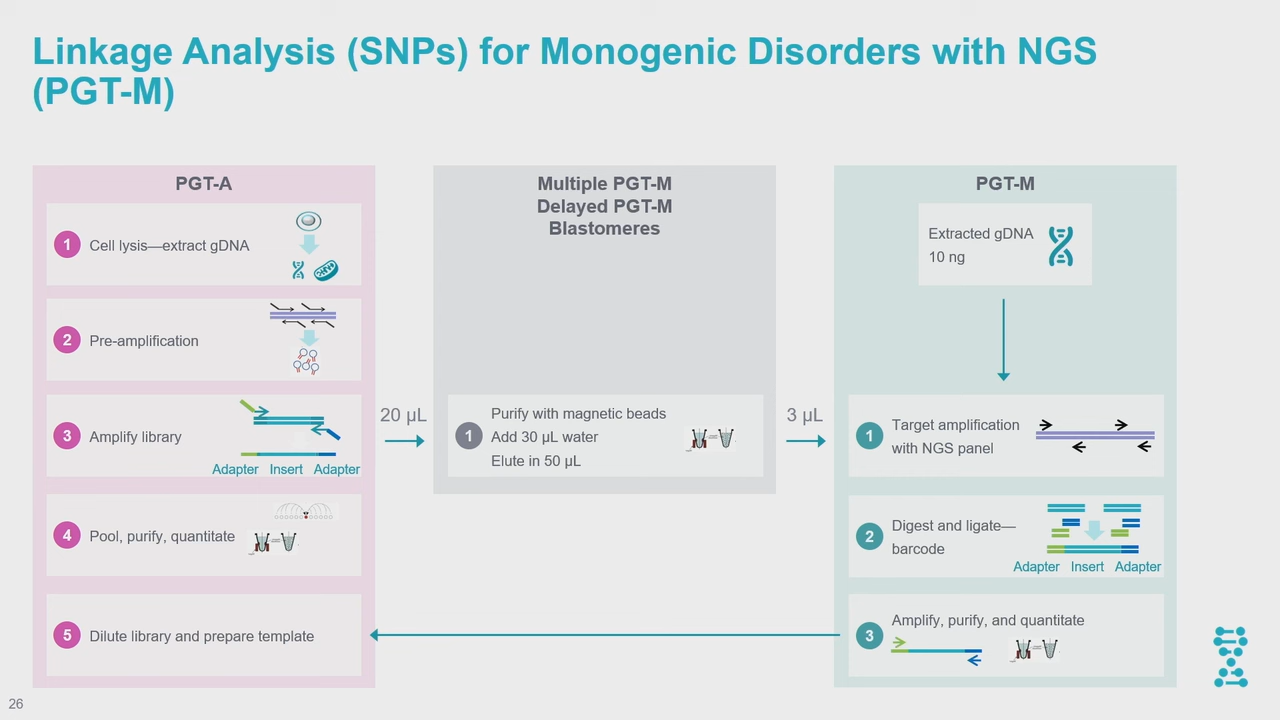 Linkage Analysis (SNPs) for Monogenic Disorders with NGS
(PGT-M)
PGT-A
1
Cell lysis—extract gDNA
2
Pre-amplification
3
Amplify library
Adapter Insert Adapter
4
Pool, purify, quantitate
5
Dilute library and prepare template
20 µL
Multiple PGT-M
Delayed PGT-M
Blastomeres
1
Purify with magnetic beads
Add 30 µL water
Elute in 50 µL
3 µL
PGT-M
Extracted gDNA
10 ng
1
Target amplification
with NGS panel
2
Digest and ligate—
barcode
Adapter Insert Adapter
3
Amplify, purify, and quantitate
26